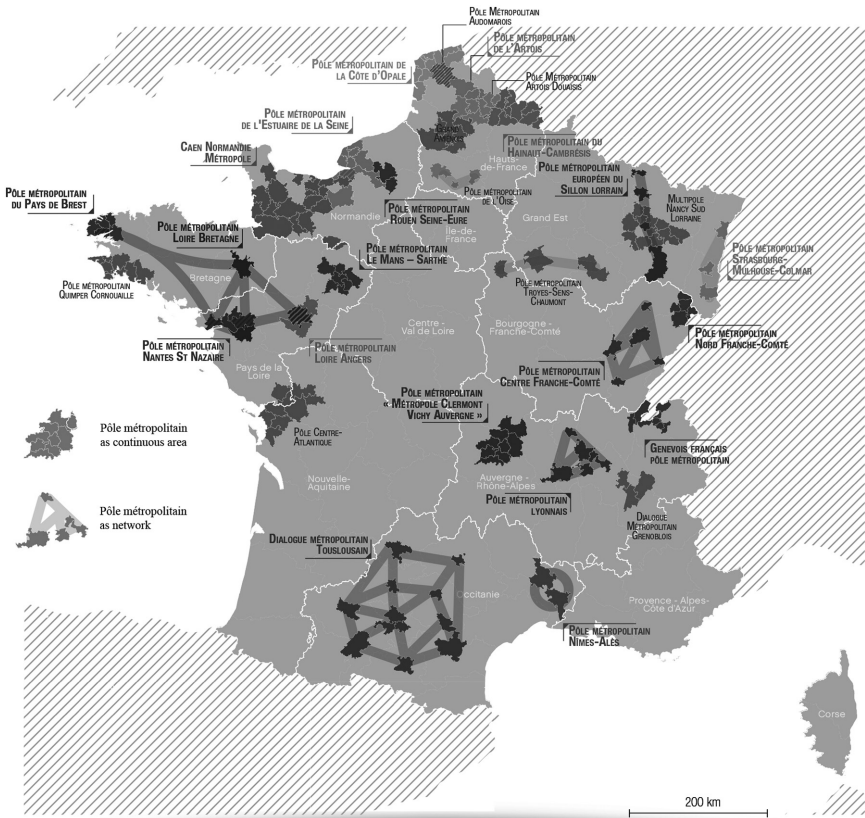 Pôle Métropolitain
Audomarois
Pôle métropolitain
de l'Artois
Pôle métropolitain de
la Côte d'Opale
Pôle Métropolitain
Artois Douaisis
Pôle métropolitain
de l'Estuaire de la Seine
Grand
Amiénois
Pôle métropolitain du
Hainaut-Cambrésis
Caen Normandie
Métropole
Hauts-
de-France
Pôle métropolitain
européen du
Sillon lorrain
Pôle métropolitain
du Pays de Brest
Pôle métropolitain
de l'Oise
Multipole
Nancy Sud
Lorraine
Pôle métropolitain
Rouen Seine-Eure
Normandie
Grand Est
Pôle métropolitain
Loire Bretagne
Île-de-
France
Pôle métropolitain
Le Mans – Sarthe
Pôle métropolitain
Strasbourg-
Mulhouse-Colmar
Bretagne
Pôle métropolitain
Quimper Cornouaille
Pôle métropolitain
Troyes-Sens-
Chaumont
Centre -
Val de Loire
Bourgogne -
Franche-Comté
Pôle métropolitain
Nord Franche-Comté
Pôle métropolitain
Nantes St Nazaire
Pôle métropolitain
Loire Angers
Pays de la
Loire
Pôle métropolitain
Centre Franche-Comté
Pôle métropolitain
« Métropole Clermont
Vichy Auvergne »
Pôle métropolitain
as continuous area
Pôle Centre-
Atlantique
Genevois français
pôle métropolitain
Nouvelle-
Aquitaine
Auvergne -
Rhône-Alpes
Pôle métropolitain
Lyonnais
Pôle métropolitain
as network
Dialogue
Métropolitain
Grenoblois
Dialogue métropolitain
Touslousain
Occitanie
Provence - Alpes-
Côte d'Azur
Pôle métropolitain
Nîmes-Alès
Corse
200 km